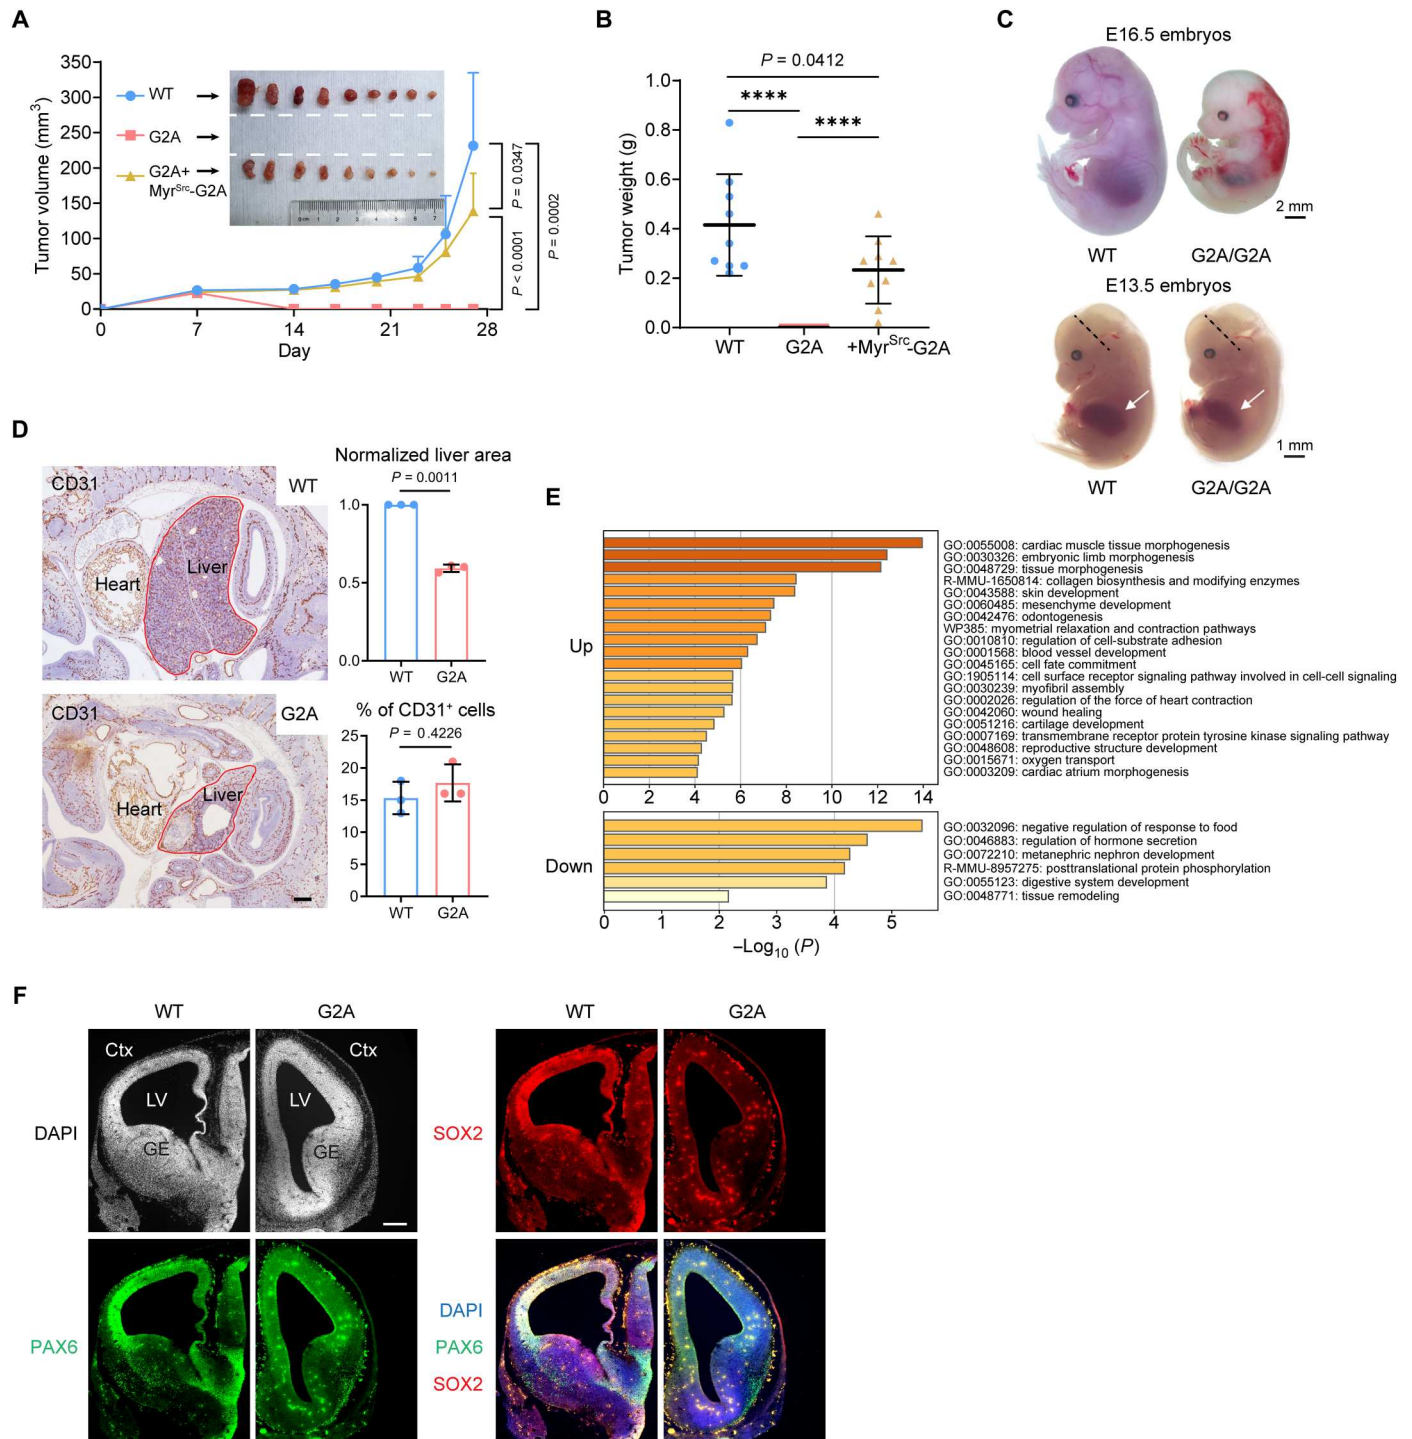 A
Tumor volume (mm³)
350
300
250
200
150
100
50
0
WT
G2A
G2A+
Myr^Src-G2A
0cm 1 2 3 4 5 6 7
P = 0.0347
P < 0.0001
P = 0.0002
0 7 14 21 28
Day
B
Tumor weight (g)
1.0
0.8
0.6
0.4
0.2
0.0
P = 0.0412
****
****
WT G2A +Myr^Src-G2A
C
E16.5 embryos
2 mm
WT G2A/G2A
E13.5 embryos
1 mm
WT G2A/G2A
D
CD31
WT
Heart
Liver
CD31
G2A
Heart
Liver
Normalized liver area
P = 0.0011
1.0
0.5
0.0
WT G2A
% of CD31⁺ cells
P = 0.4226
25
20
15
10
5
0
WT G2A
E
Up
GO:0055008: cardiac muscle tissue morphogenesis
GO:0030326: embryonic limb morphogenesis
GO:0048729: tissue morphogenesis
R-MMU-1650814: collagen biosynthesis and modifying enzymes
GO:0043588: skin development
GO:0060485: mesenchyme development
GO:0042476: odontogenesis
WP385: myometrial relaxation and contraction pathways
GO:0010810: regulation of cell-substrate adhesion
GO:0001568: blood vessel development
GO:0045165: cell fate commitment
GO:1905114: cell surface receptor signaling pathway involved in cell-cell signaling
GO:0030239: myofibril assembly
GO:0002026: regulation of the force of heart contraction
GO:0042060: wound healing
GO:0051216: cartilage development
GO:0007169: transmembrane receptor protein tyrosine kinase signaling pathway
GO:0048608: reproductive structure development
GO:0015671: oxygen transport
GO:0003209: cardiac atrium morphogenesis
0 2 4 6 8 10 12 14
Down
GO:0032096: negative regulation of response to food
GO:0046883: regulation of hormone secretion
GO:0072210: metanephric nephron development
R-MMU-8957275: posttranslational protein phosphorylation
GO:0055123: digestive system development
GO:0048771: tissue remodeling
0 1 2 3 4 5
–Log₁₀ (P)
F
WT G2A
DAPI
Ctx
LV
GE
Ctx
LV
GE
PAX6
WT G2A
SOX2
DAPI
PAX6
SOX2